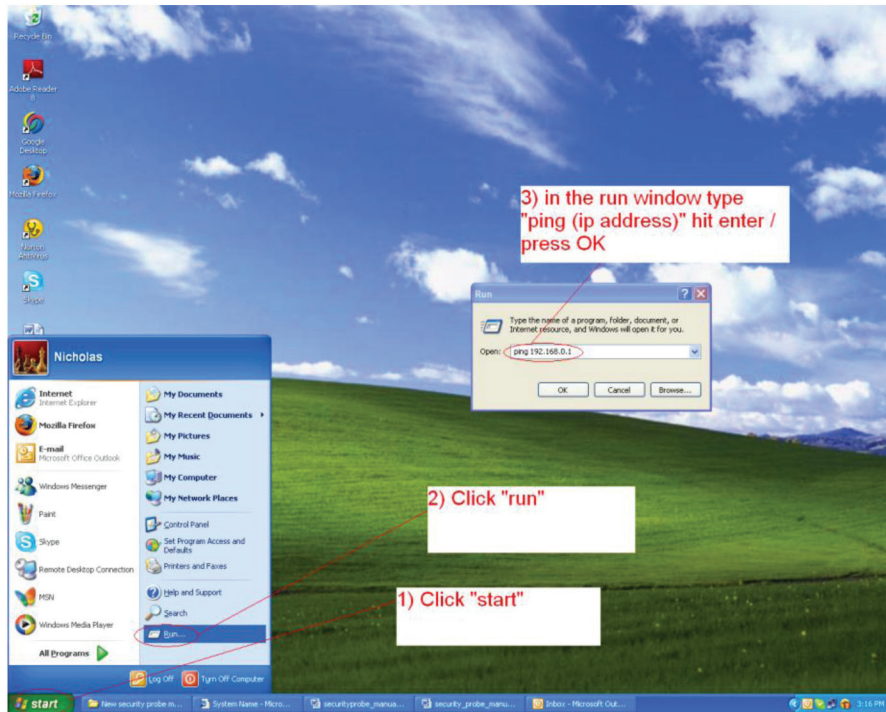 Recycle Bin
Adobe Reader
8
Google
Desktop
Mozilla Firefox
Norton
Antivirus
Skype
3) in the run window type
"ping (ip address)" hit enter /
press OK
Run
Type the name of a program, folder, document, or
Internet resource, and Windows will open it for you.
Open: ping 192.168.0.1
OK Cancel Browse...
Nicholas
Internet
Internet Explorer
Mozilla Firefox
E-mail
Microsoft Office Outlook
Windows Messenger
Paint
Skype
Remote Desktop Connection
MSN
Windows Media Player
All Programs
My Documents
My Recent Documents
My Pictures
My Music
My Computer
My Network Places
Control Panel
Set Program Access and
Defaults
Printers and Faxes
Help and Support
Search
Run...
Log Off Turn Off Computer
2) Click "run"
1) Click "start"
start New security probe m... System Name - Micro... securityprobe_manua... security_probe_manu... Inbox - Microsoft Out... 3:16 PM